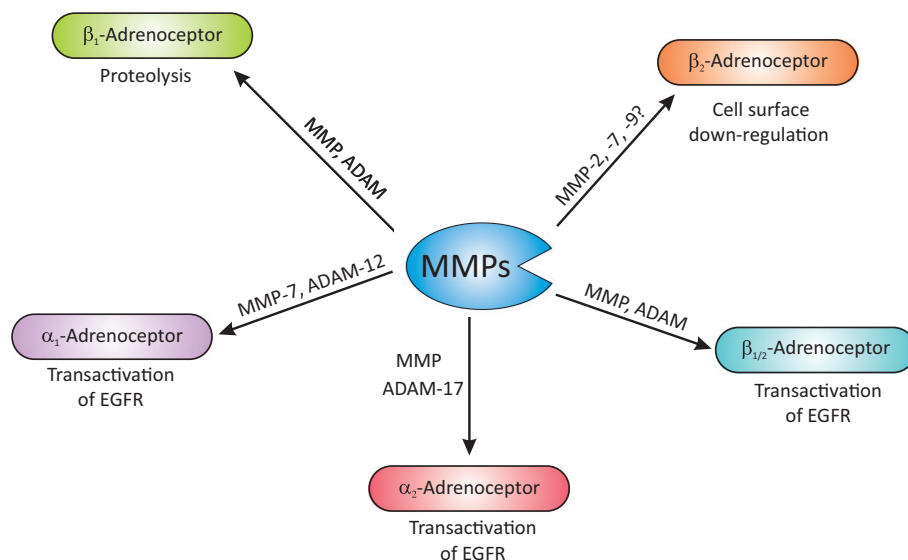 β₁-Adrenoceptor
Proteolysis
β₂-Adrenoceptor
Cell surface
down-regulation
MMP, ADAM
MMP-2, -7, -9?
MMPs
MMP-7, ADAM-12
MMP, ADAM
α₁-Adrenoceptor
Transactivation
of EGFR
MMP
ADAM-17
β₁/₂-Adrenoceptor
Transactivation
of EGFR
α₂-Adrenoceptor
Transactivation
of EGFR